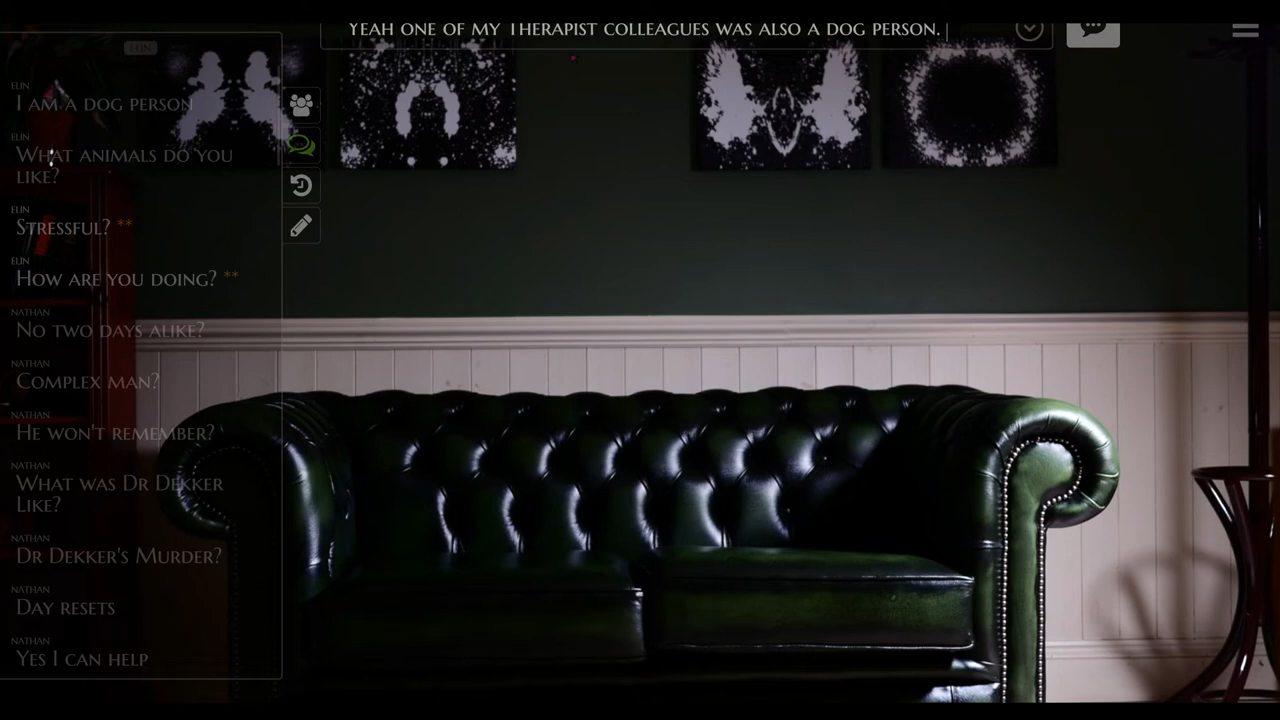 YEAH ONE OF MY THERAPIST COLLEAGUES WAS ALSO A DOG PERSON.
ELIN
ELIN
I AM A DOG PERSON
ELIN
WHAT ANIMALS DO YOU
LIKE?
ELIN
STRESSFUL? **
ELIN
HOW ARE YOU DOING? **
NATHAN
NO TWO DAYS ALIKE?
NATHAN
COMPLEX MAN?
NATHAN
HE WON'T REMEMBER?
NATHAN
WHAT WAS DR DEKKER
LIKE?
NATHAN
DR DEKKER'S MURDER?
NATHAN
DAY RESETS
NATHAN
YES I CAN HELP